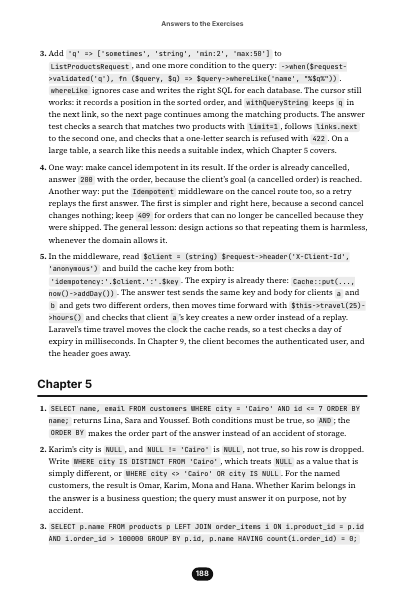 Answers to the Exercises
3. Add 'q' => ['sometimes', 'string', 'min:2', 'max:50'] to
ListProductsRequest, and one more condition to the query: ->when($request-
>validated('q'), fn ($query, $q) => $query->whereLike("name", "%$q%")).
whereLike ignores case and writes the right SQL for each database. The cursor still
works: it records a position in the sorted order, and withQueryString keeps q in
the next link, so the next page continues among the matching products. The answer
test checks a search that matches two products with limit=1, follows links.next
to the second one, and checks that a one-letter search is refused with 422. On a
large table, a search like this needs a suitable index, which Chapter 5 covers.
4. One way: make cancel idempotent in its result. If the order is already cancelled,
answer 200 with the order, because the client's goal (a cancelled order) is reached.
Another way: put the Idempotent middleware on the cancel route too, so a retry
replays the first answer. The first is simpler and right here, because a second cancel
changes nothing; keep 409 for orders that can no longer be cancelled because they
were shipped. The general lesson: design actions so that repeating them is harmless,
whenever the domain allows it.
5. In the middleware, read $client = (string) $request->header('X-Client-Id',
'anonymous') and build the cache key from both:
'idempotency:'.$client.':'.$key. The expiry is already there: Cache::put(...,
now()->addDay()). The answer test sends the same key and body for clients a and
b and gets two different orders, then moves time forward with $this->travel(25)-
>hours() and checks that client a's key creates a new order instead of a replay.
Laravel's time travel moves the clock the cache reads, so a test checks a day of
expiry in milliseconds. In Chapter 9, the client becomes the authenticated user, and
the header goes away.
Chapter 5
1. SELECT name, email FROM customers WHERE city = 'Cairo' AND id <= 7 ORDER BY
name; returns Lina, Sara and Youssef. Both conditions must be true, so AND; the
ORDER BY makes the order part of the answer instead of an accident of storage.
2. Karim's city is NULL, and NULL != 'Cairo' is NULL, not true, so his row is dropped.
Write WHERE city IS DISTINCT FROM 'Cairo', which treats NULL as a value that is
simply different, or WHERE city <> 'Cairo' OR city IS NULL. For the named
customers, the result is Omar, Karim, Mona and Hana. Whether Karim belongs in
the answer is a business question; the query must answer it on purpose, not by
accident.
3. SELECT p.name FROM products p LEFT JOIN order_items i ON i.product_id = p.id
AND i.order_id > 100000 GROUP BY p.id, p.name HAVING count(i.order_id) = 0;
188